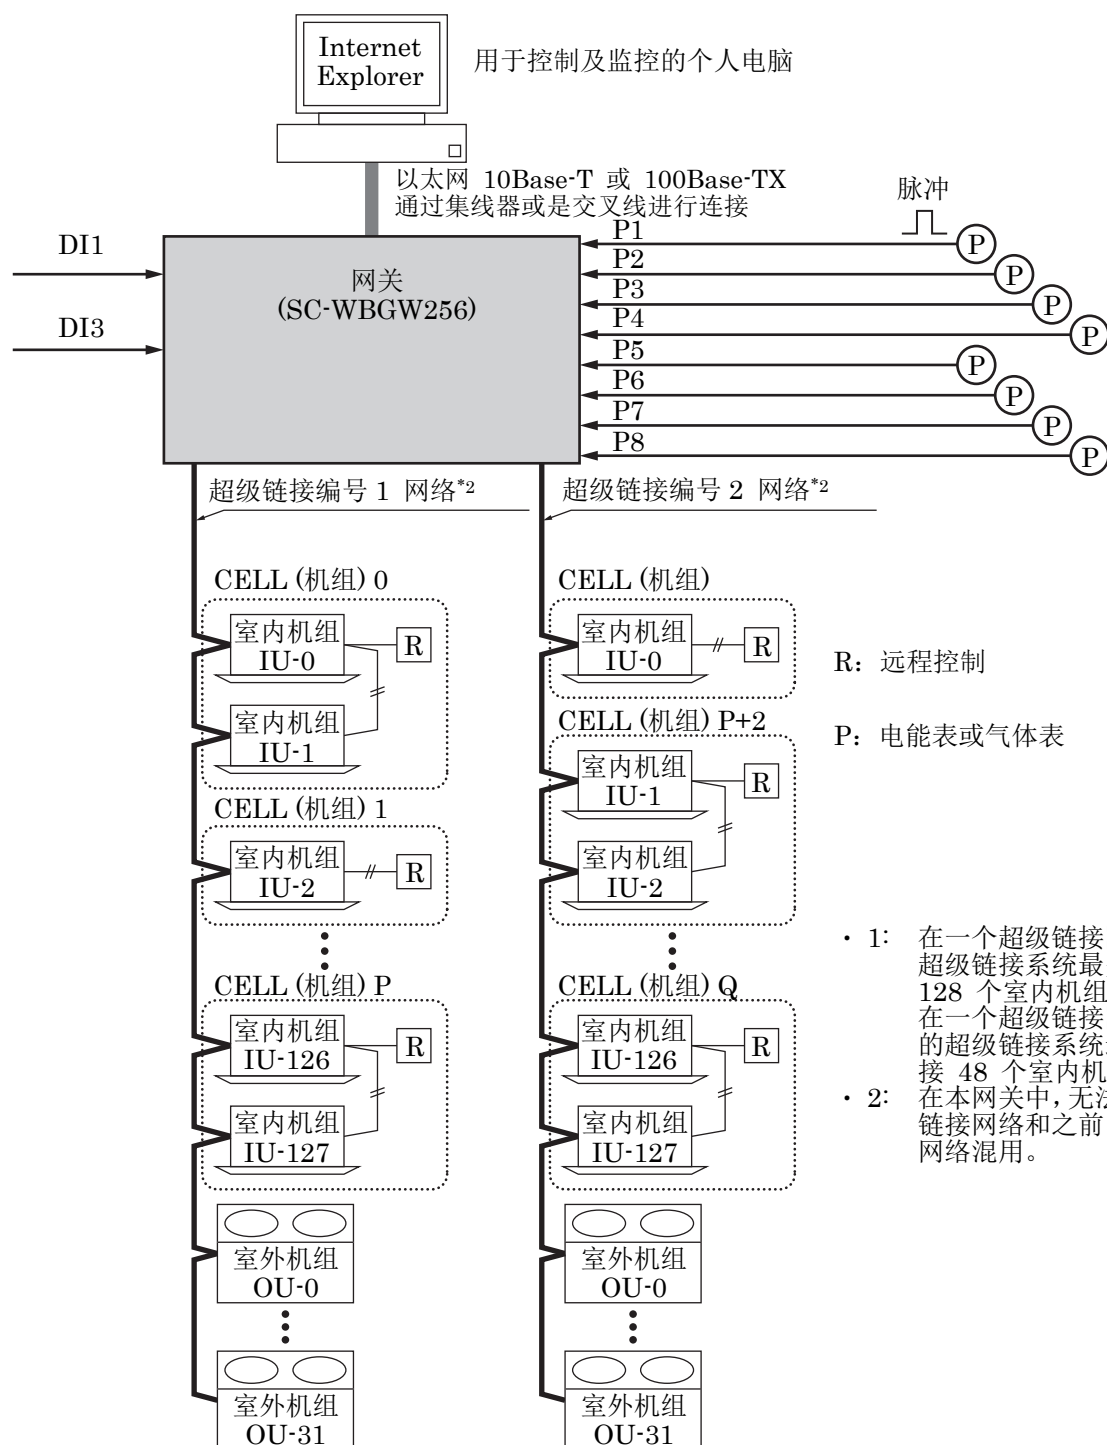 Internet
Explorer
用于控制及监控的个人电脑
以太网 10Base-T 或 100Base-TX
通过集线器或是交叉线进行连接
脉冲
DI1
DI3
网关
(SC-WBGW256)
P1
P
P2
P
P3
P
P4
P
P5
P
P6
P
P7
P
P8
P
超级链接编号 1 网络*2
超级链接编号 2 网络*2
CELL (机组) 0
室内机组
IU-0
R
室内机组
IU-1
CELL (机组) 1
室内机组
IU-2
R
CELL (机组) P
室内机组
IU-126
R
室内机组
IU-127
室外机组
OU-0
室外机组
OU-31
CELL (机组)
室内机组
IU-0
R
CELL (机组) P+2
室内机组
IU-1
R
室内机组
IU-2
CELL (机组) Q
室内机组
IU-126
R
室内机组
IU-127
室外机组
OU-0
室外机组
OU-31
R: 远程控制
P: 电能表或气体表
· 1: 在一个超级链接
超级链接系统最
128 个室内机组
在一个超级链接
的超级链接系统
接 48 个室内机
· 2: 在本网关中，无法
链接网络和之前
网络混用。